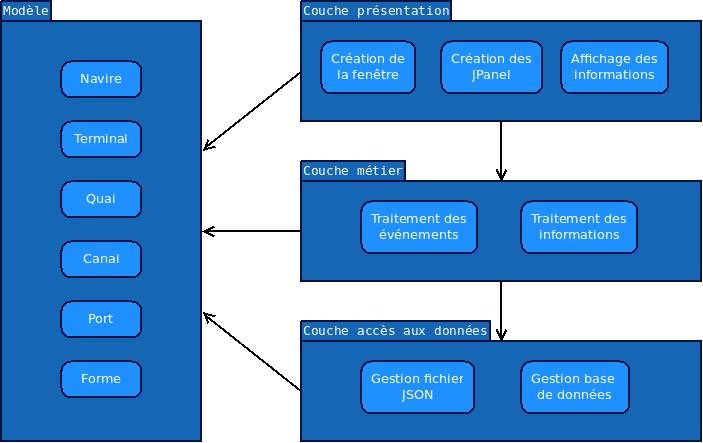 Modèle
Navire
Terminal
Quai
Canal
Port
Forme
Couche présentation
Création de
la fenêtre
Création des
JPanel
Affichage des
informations
Couche métier
Traitement des
événements
Traitement des
informations
Couche accès aux données
Gestion fichier
JSON
Gestion base
de données